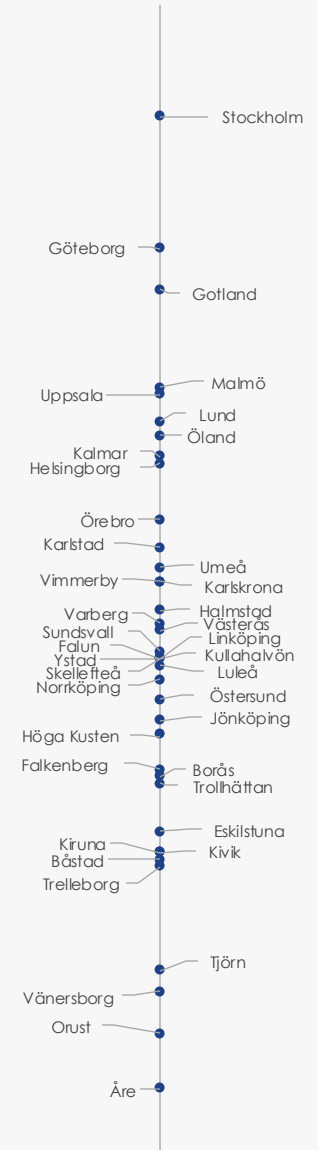 Stockholm
Göteborg
Gotland
Malmö
Uppsala
Lund
Öland
Kalmar
Helsingborg
Örebro
Karlstad
Umeå
Vimmerby
Karlskrona
Halmstad
Varberg
Västerås
Sundsvall
Linköping
Falun
Kullahalvön
Ystad
Luleå
Skellefteå
Norrköping
Östersund
Jönköping
Höga Kusten
Falkenberg
Borås
Trollhättan
Eskilstuna
Kiruna
Kivik
Båstad
Trelleborg
Tjörn
Vänersborg
Orust
Åre